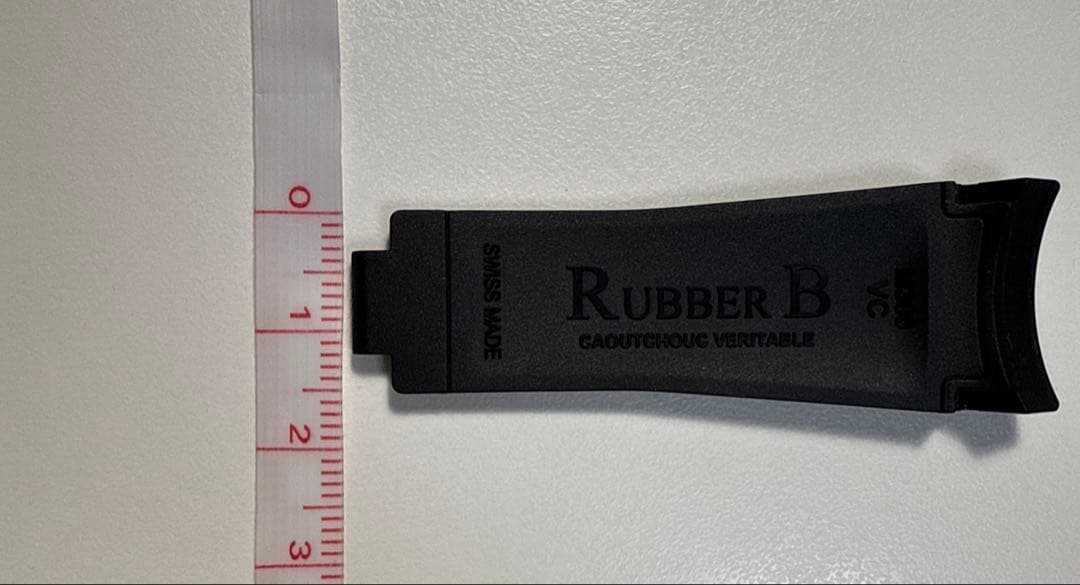 0
1
2
3
SWISS MADE
RUBBER B
CAOUTCHOUC VERITABLE
VC